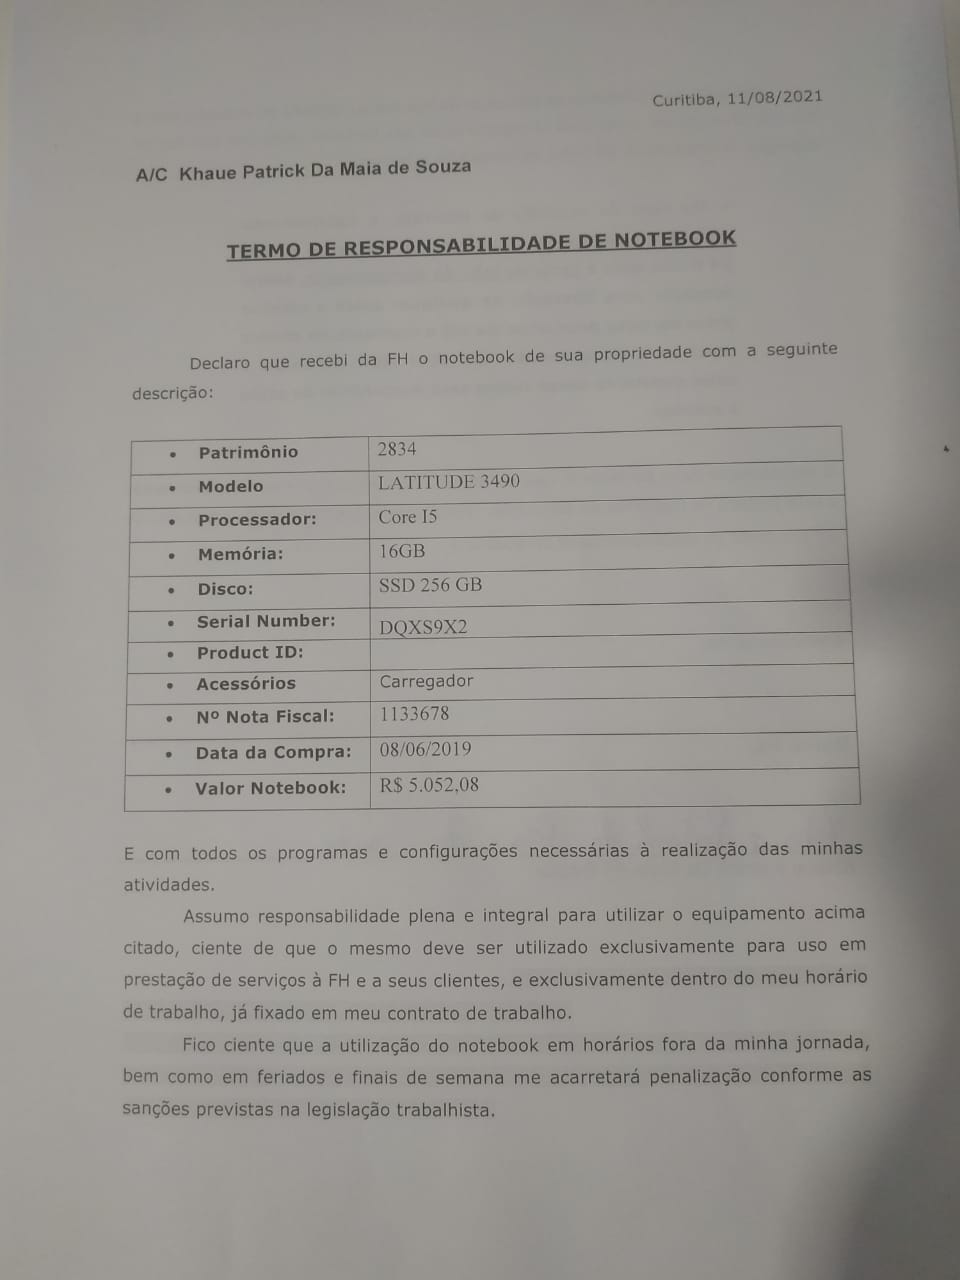 Curitiba, 11/08/2021
A/C Khaue Patrick Da Maia de Souza
TERMO DE RESPONSABILIDADE DE NOTEBOOK
Declaro que recebi da FH o notebook de sua propriedade com a seguinte
descrição:
• Patrimônio 2834
• Modelo LATITUDE 3490
• Processador: Core I5
• Memória: 16GB
• Disco: SSD 256 GB
• Serial Number: DQXS9X2
• Product ID:
• Acessórios Carregador
• Nº Nota Fiscal: 1133678
• Data da Compra: 08/06/2019
• Valor Notebook: R$ 5.052,08
E com todos os programas e configurações necessárias à realização das minhas
atividades.
Assumo responsabilidade plena e integral para utilizar o equipamento acima
citado, ciente de que o mesmo deve ser utilizado exclusivamente para uso em
prestação de serviços à FH e a seus clientes, e exclusivamente dentro do meu horário
de trabalho, já fixado em meu contrato de trabalho.
Fico ciente que a utilização do notebook em horários fora da minha jornada,
bem como em feriados e finais de semana me acarretará penalização conforme as
sanções previstas na legislação trabalhista.